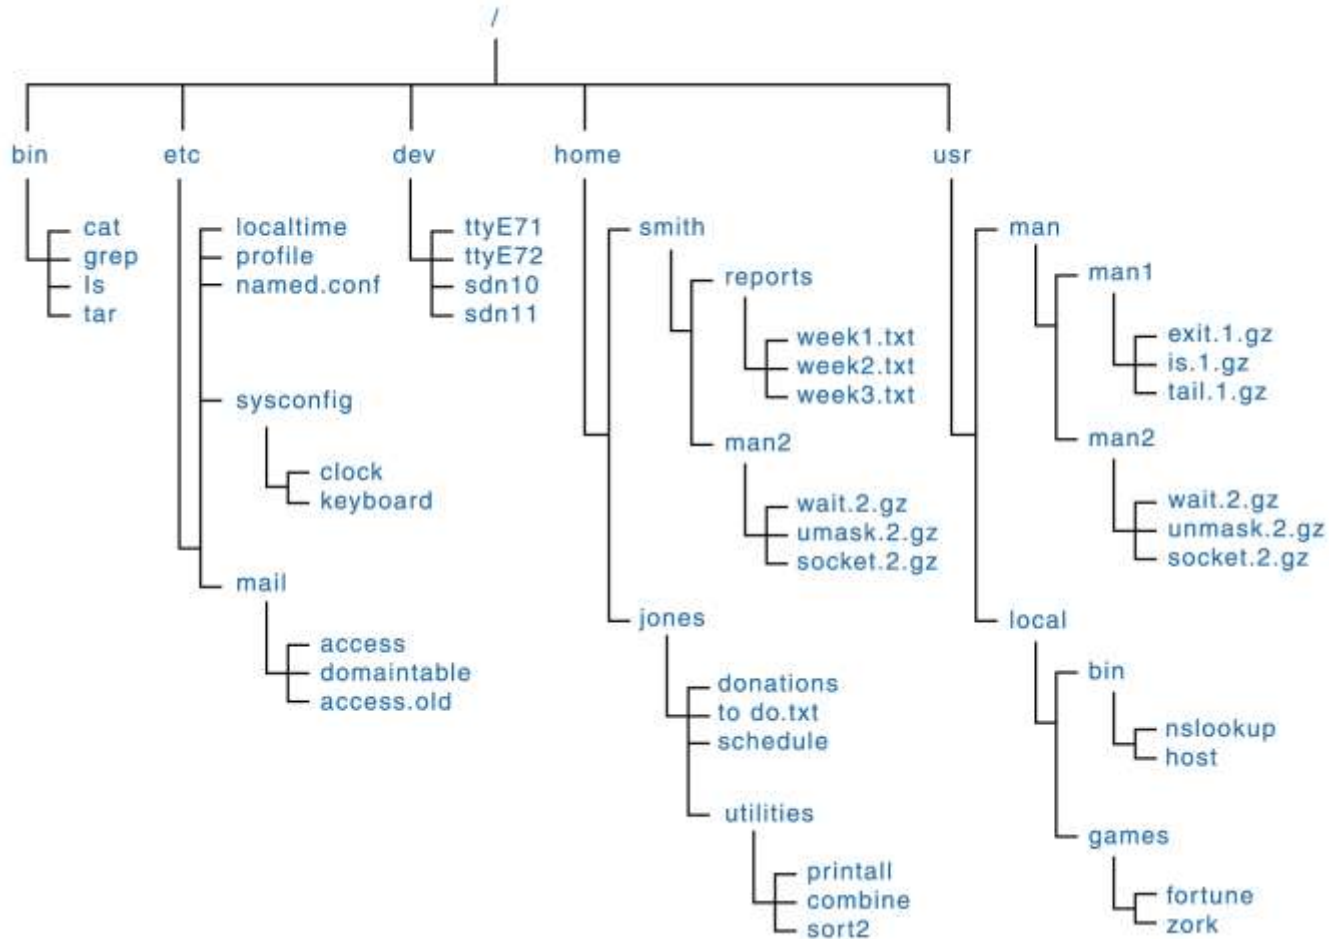 /
bin
etc
dev
home
usr
cat
grep
ls
tar
localtime
profile
named.conf
sysconfig
clock
keyboard
mail
access
domaintable
access.old
ttyE71
ttyE72
sdn10
sdn11
smith
reports
week1.txt
week2.txt
week3.txt
man2
wait.2.gz
umask.2.gz
socket.2.gz
jones
donations
to do.txt
schedule
utilities
printall
combine
sort2
man
man1
exit.1.gz
is.1.gz
tail.1.gz
man2
wait.2.gz
unmask.2.gz
socket.2.gz
local
bin
nslookup
host
games
fortune
zork